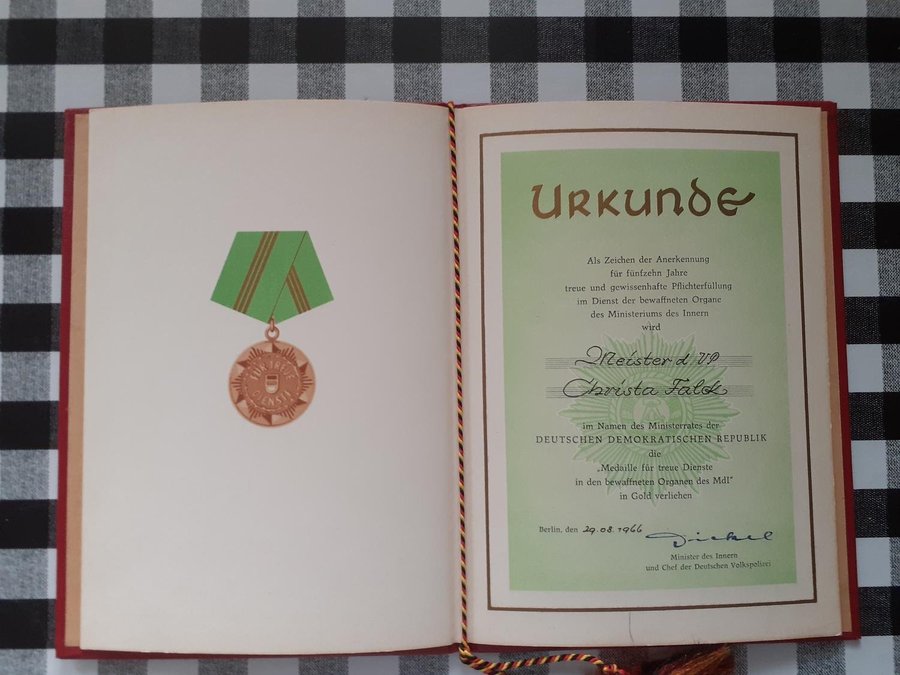 FÜR TREUE
DIENSTE
Urkunde
Als Zeichen der Anerkennung
für fünfzehn Jahre
treue und gewissenhafte Pflichterfüllung
im Dienst der bewaffneten Organe
des Ministeriums des Innern
wird
Meister d. VP
Christa Falck
im Namen des Ministerrates der
DEUTSCHEN DEMOKRATISCHEN REPUBLIK
die
„Medaille für treue Dienste
in den bewaffneten Organen des MdI"
in Gold verliehen
Berlin, den 29.08.1966
Dickel
Minister des Innern
und Chef der Deutschen Volkspolizei